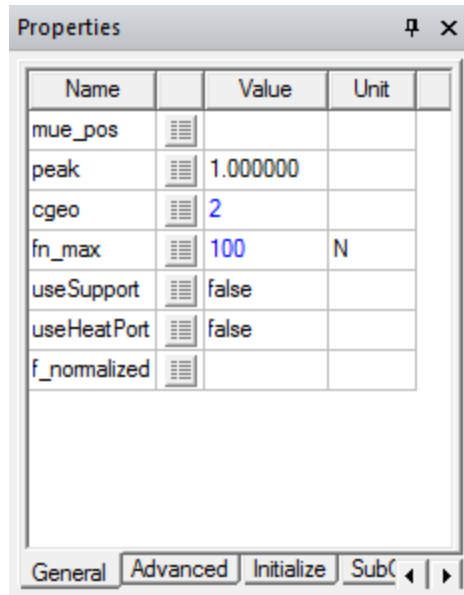 Properties
Name Value Unit
mue_pos
peak 1.000000
cgeo 2
fn_max 100 N
useSupport false
useHeatPort false
f_normalized
General Advanced Initialize